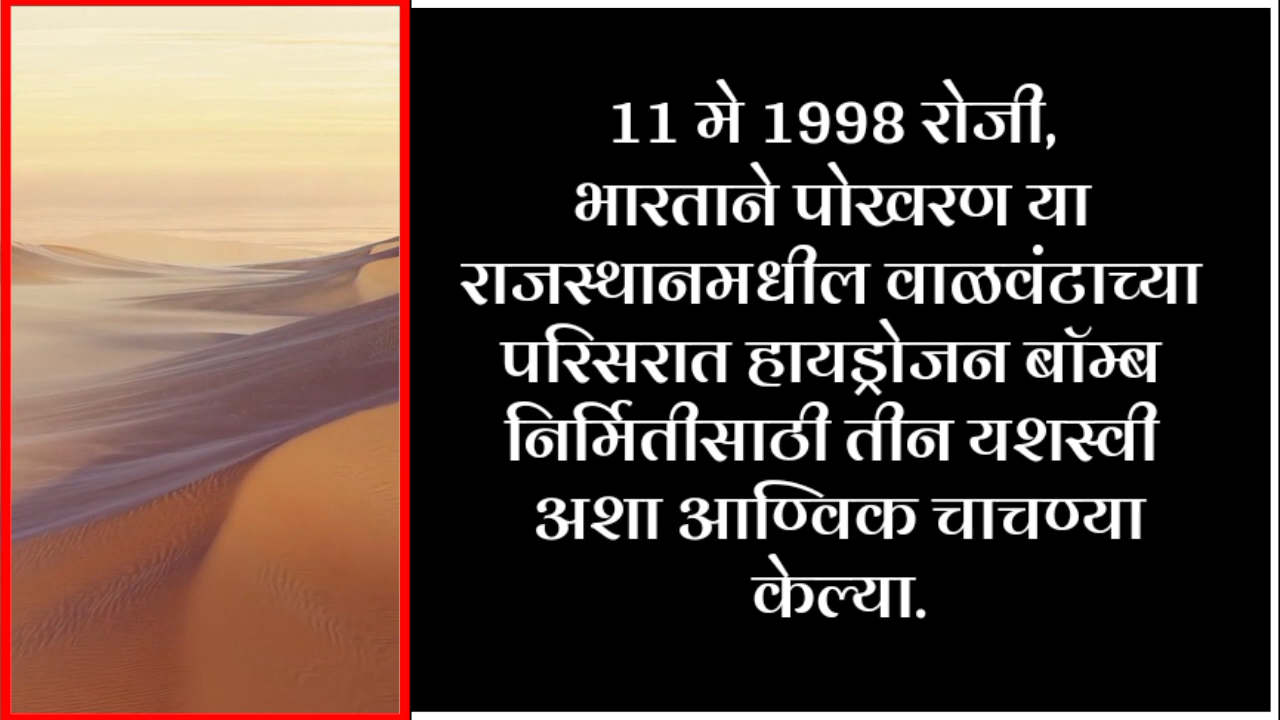 11 मे 1998 रोजी,
भारताने पोखरण या
राजस्थानमधील वाळवंटाच्या
परिसरात हायड्रोजन बॉम्ब
निर्मितीसाठी तीन यशस्वी
अशा आण्विक चाचण्या
केल्या.